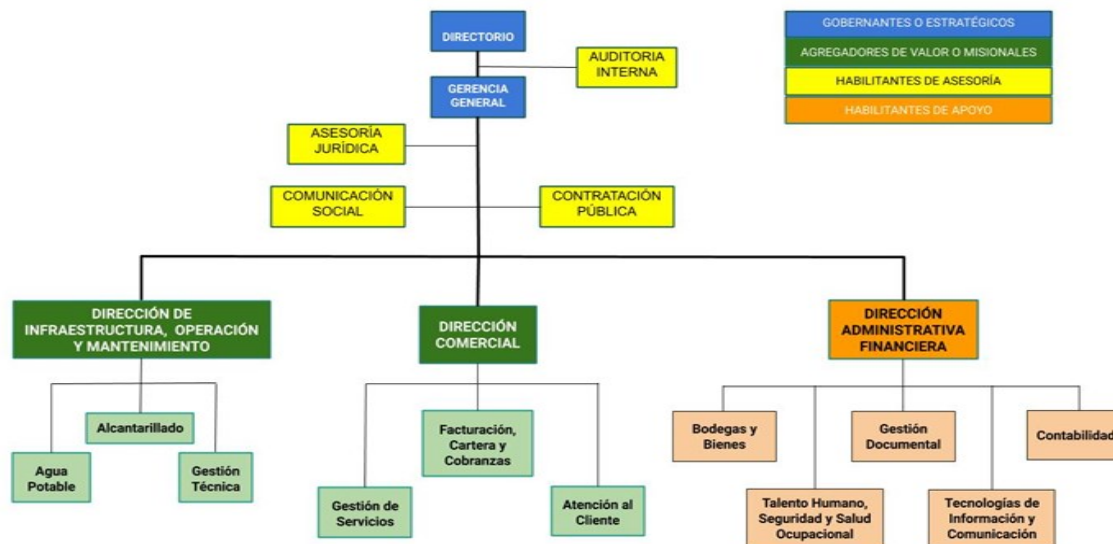 DIRECTORIO
AUDITORIA
INTERNA
GERENCIA
GENERAL
GOBERNANTES O ESTRATÉGICOS
AGREGADORES DE VALOR O MISIONALES
HABILITANTES DE ASESORÍA
HABILITANTES DE APOYO
ASESORÍA
JURÍDICA
COMUNICACIÓN
SOCIAL
CONTRATACIÓN
PÚBLICA
DIRECCIÓN DE
INFRAESTRUCTURA, OPERACIÓN
Y MANTENIMIENTO
DIRECCIÓN
COMERCIAL
DIRECCIÓN
ADMINISTRATIVA
FINANCIERA
Alcantarillado
Agua
Potable
Gestión
Técnica
Facturación,
Cartera y
Cobranzas
Gestión de
Servicios
Atención al
Cliente
Bodegas y
Bienes
Gestión
Documental
Contabilidad
Talento Humano,
Seguridad y Salud
Ocupacional
Tecnologías de
Información y
Comunicación